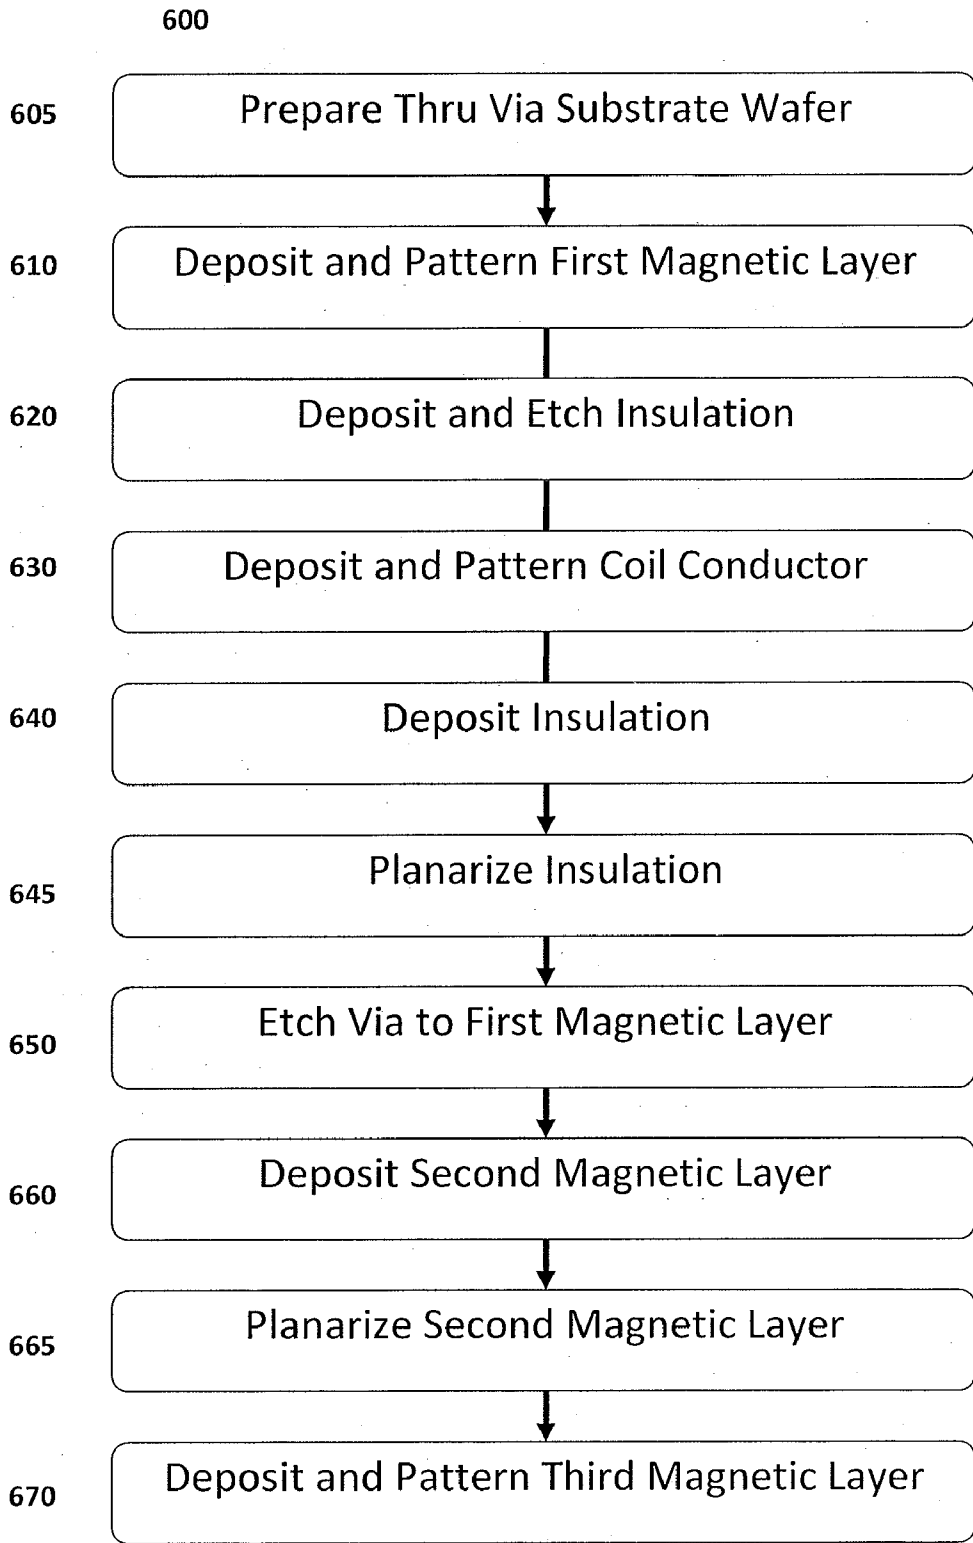 600
605 Prepare Thru Via Substrate Wafer
610 Deposit and Pattern First Magnetic Layer
620 Deposit and Etch Insulation
630 Deposit and Pattern Coil Conductor
640 Deposit Insulation
645 Planarize Insulation
650 Etch Via to First Magnetic Layer
660 Deposit Second Magnetic Layer
665 Planarize Second Magnetic Layer
670 Deposit and Pattern Third Magnetic Layer